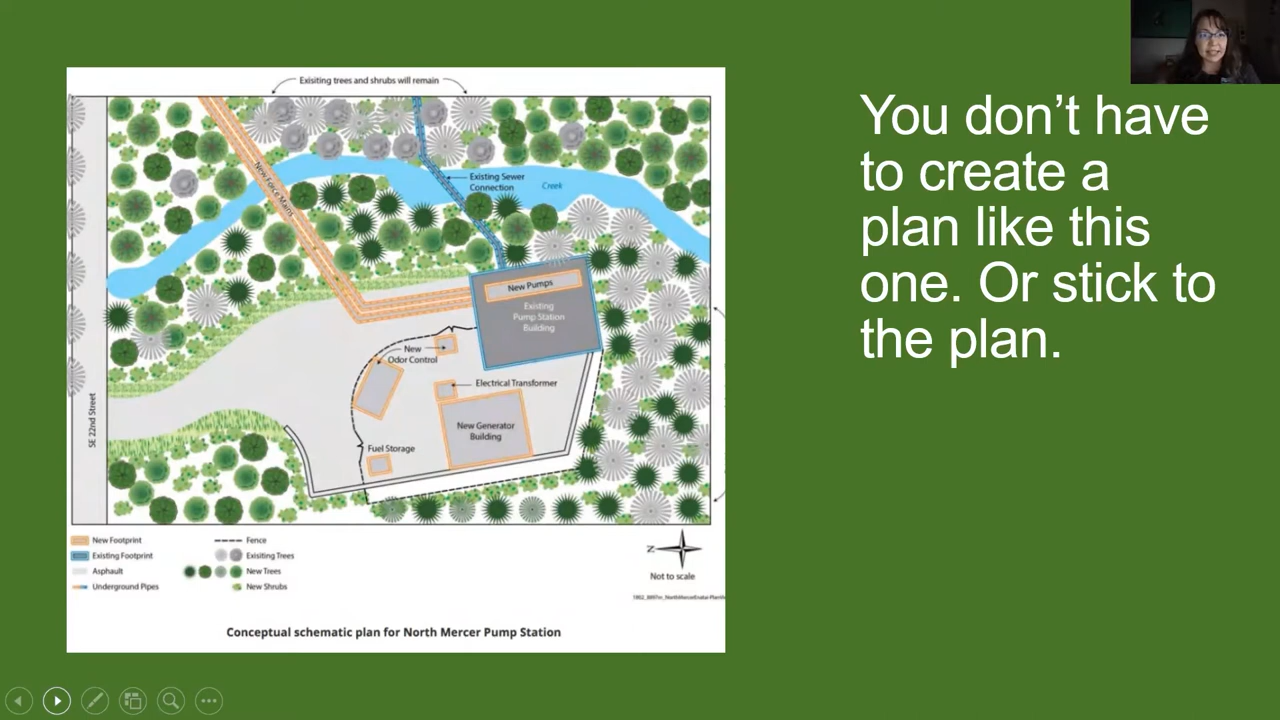 Exisiting trees and shrubs will remain
You don't have
to create a
plan like this
one. Or stick to
the plan.
New Force Mains
Existing Sewer
Connection
Creek
New Pumps
Existing
Pump Station
Building
New
Odor Control
Electrical Transformer
New Generator
Building
Fuel Storage
SE 22nd Street
New Footprint
Existing Footprint
Asphault
Underground Pipes
Fence
Exisiting Trees
New Trees
New Shrubs
N
Not to scale
Conceptual schematic plan for North Mercer Pump Station